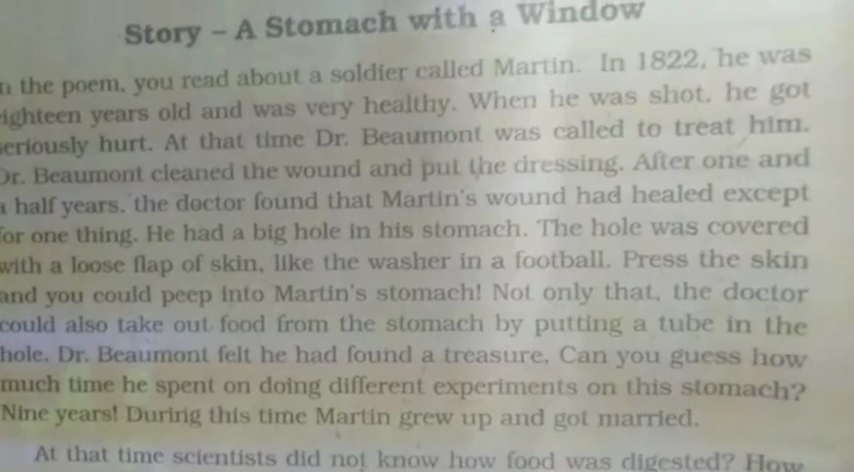 Story – A Stomach with a Window
n the poem, you read about a soldier called Martin. In 1822, he was
eighteen years old and was very healthy. When he was shot, he got
seriously hurt. At that time Dr. Beaumont was called to treat him.
Dr. Beaumont cleaned the wound and put the dressing. After one and
a half years, the doctor found that Martin's wound had healed except
for one thing. He had a big hole in his stomach. The hole was covered
with a loose flap of skin, like the washer in a football. Press the skin
and you could peep into Martin's stomach! Not only that, the doctor
could also take out food from the stomach by putting a tube in the
hole. Dr. Beaumont felt he had found a treasure. Can you guess how
much time he spent on doing different experiments on this stomach?
Nine years! During this time Martin grew up and got married.
At that time scientists did not know how food was digested? How